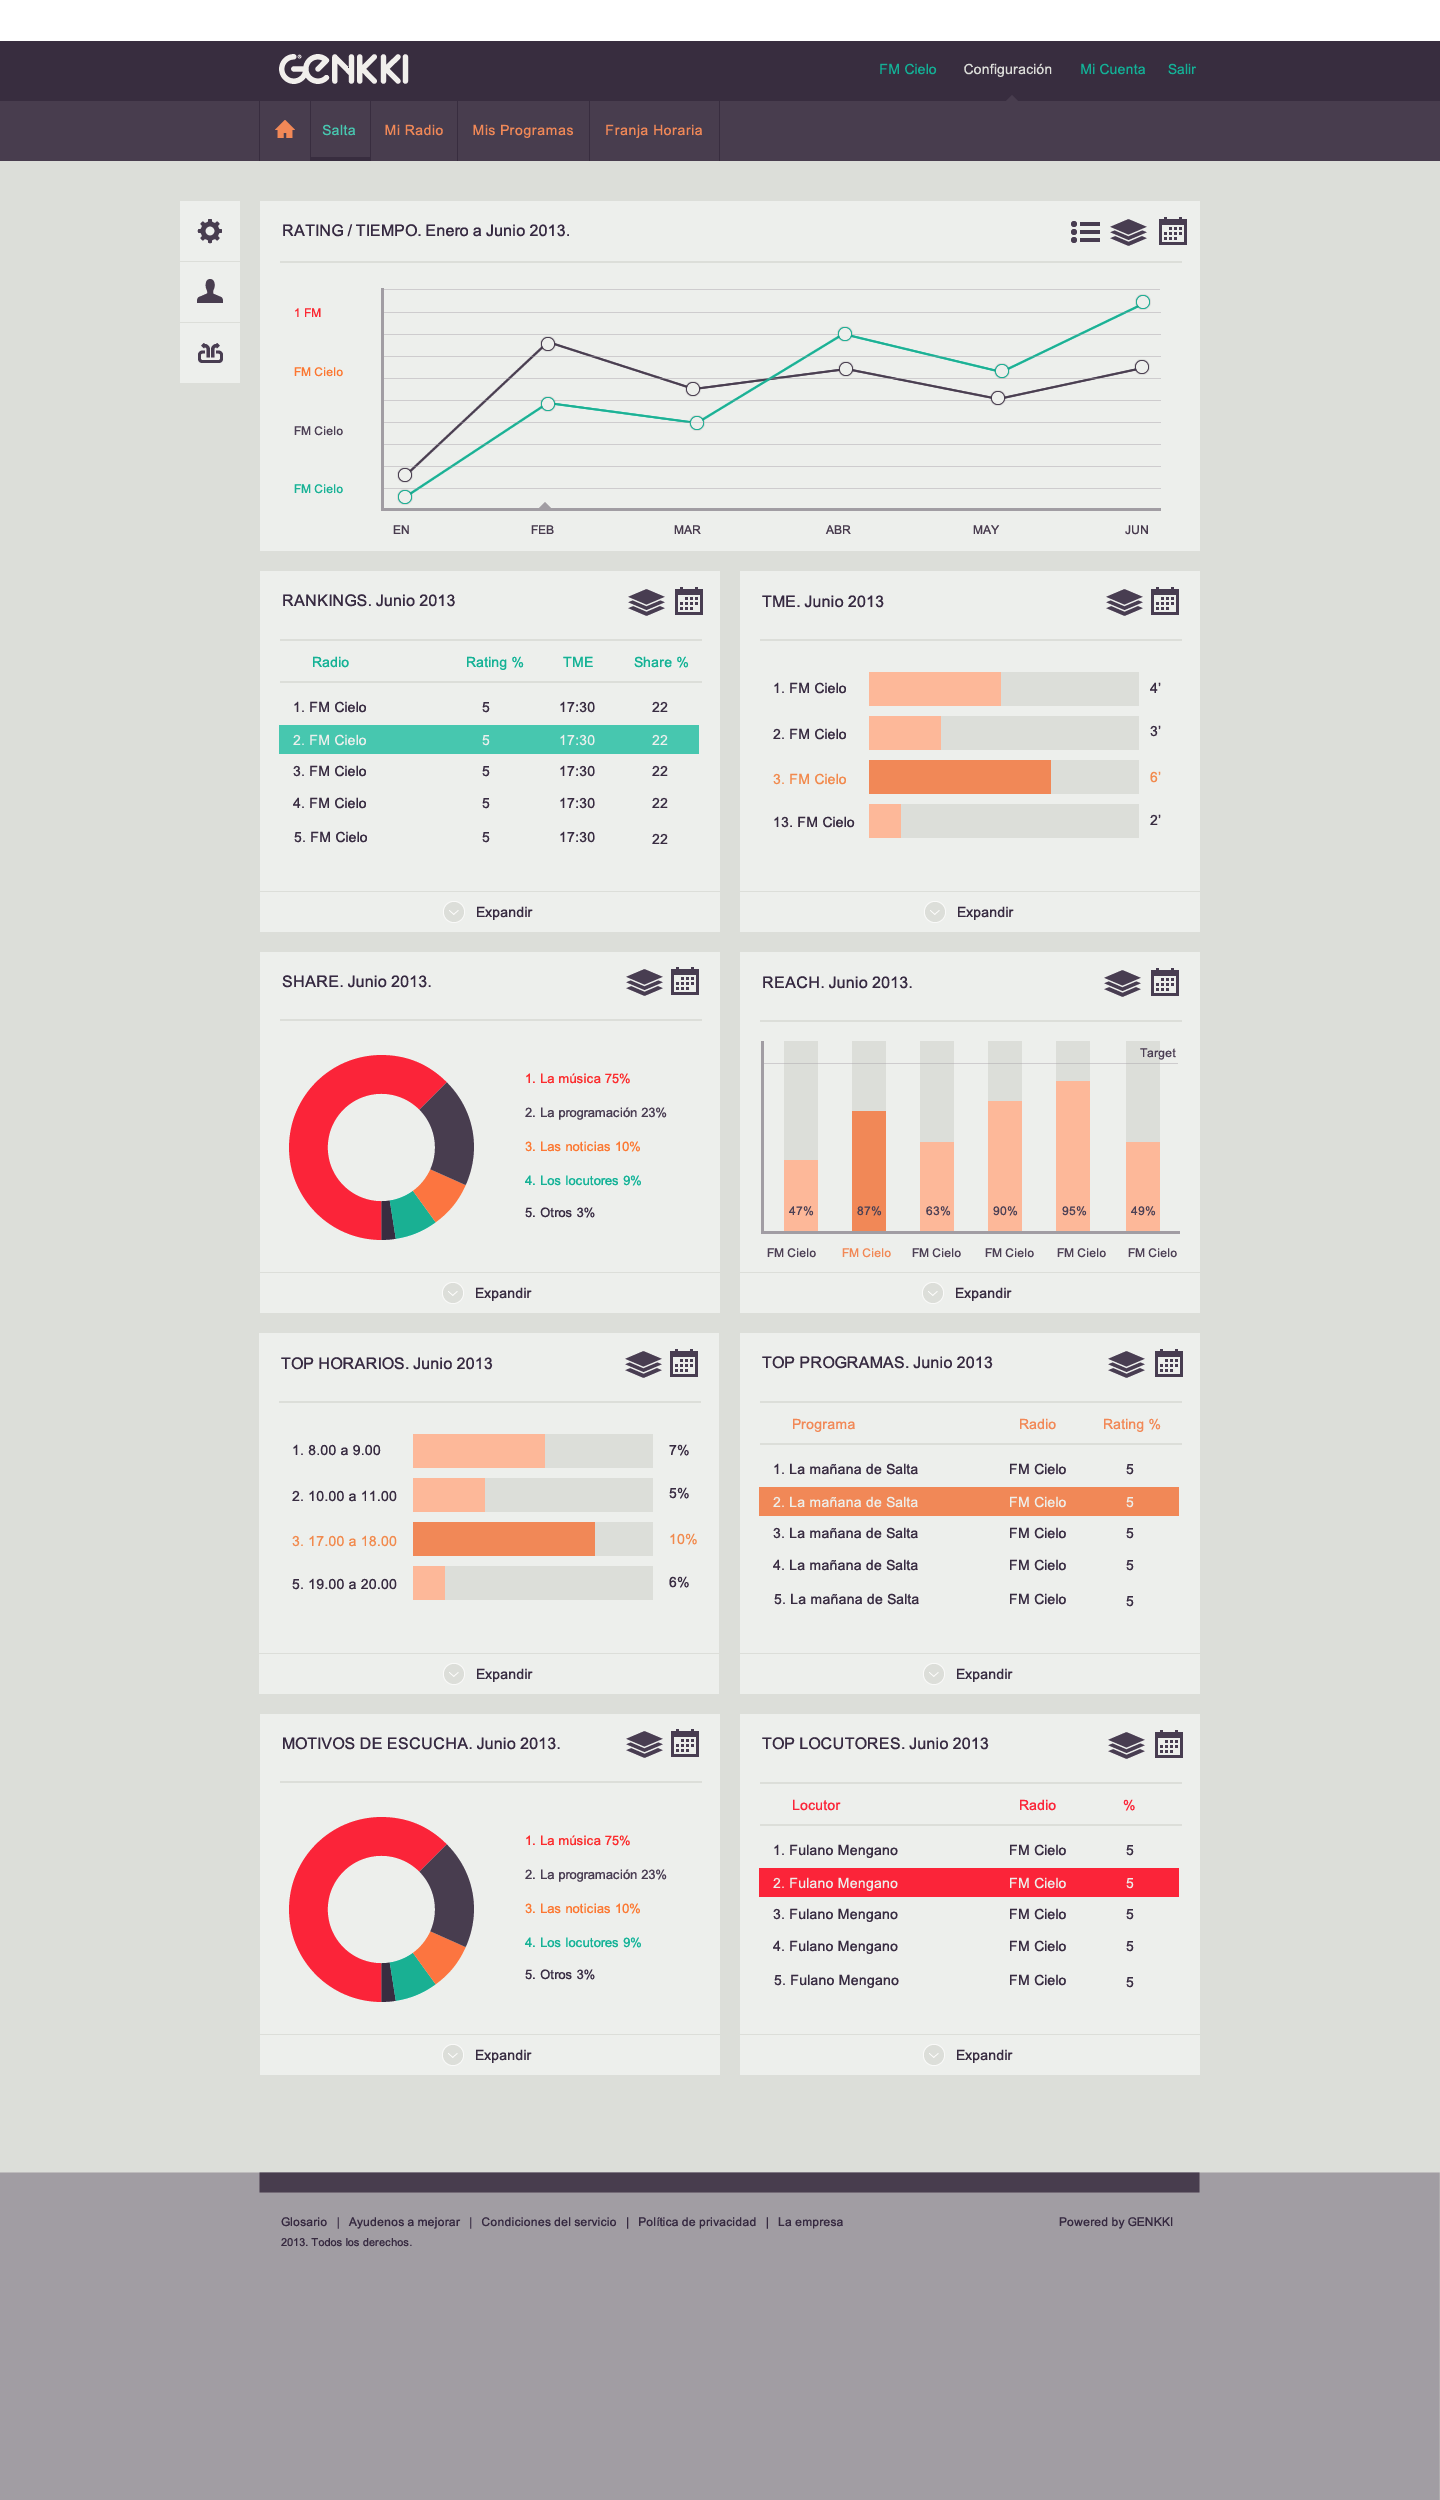 GENKKI
FM Cielo Configuración Mi Cuenta Salir
Salta Mi Radio Mis Programas Franja Horaria
RATING / TIEMPO. Enero a Junio 2013.
1 FM
FM Cielo
FM Cielo
FM Cielo
EN FEB MAR ABR MAY JUN
RANKINGS. Junio 2013
Radio Rating % TME Share %
1. FM Cielo 5 17:30 22
2. FM Cielo 5 17:30 22
3. FM Cielo 5 17:30 22
4. FM Cielo 5 17:30 22
5. FM Cielo 5 17:30 22
Expandir
TME. Junio 2013
1. FM Cielo 4'
2. FM Cielo 3'
3. FM Cielo 6'
13. FM Cielo 2'
Expandir
SHARE. Junio 2013.
1. La música 75%
2. La programación 23%
3. Las noticias 10%
4. Los locutores 9%
5. Otros 3%
Expandir
REACH. Junio 2013.
Target
47% 87% 63% 90% 95% 49%
FM Cielo FM Cielo FM Cielo FM Cielo FM Cielo FM Cielo
Expandir
TOP HORARIOS. Junio 2013
1. 8.00 a 9.00 7%
2. 10.00 a 11.00 5%
3. 17.00 a 18.00 10%
5. 19.00 a 20.00 6%
Expandir
TOP PROGRAMAS. Junio 2013
Programa Radio Rating %
1. La mañana de Salta FM Cielo 5
2. La mañana de Salta FM Cielo 5
3. La mañana de Salta FM Cielo 5
4. La mañana de Salta FM Cielo 5
5. La mañana de Salta FM Cielo 5
Expandir
MOTIVOS DE ESCUCHA. Junio 2013.
1. La música 75%
2. La programación 23%
3. Las noticias 10%
4. Los locutores 9%
5. Otros 3%
Expandir
TOP LOCUTORES. Junio 2013
Locutor Radio %
1. Fulano Mengano FM Cielo 5
2. Fulano Mengano FM Cielo 5
3. Fulano Mengano FM Cielo 5
4. Fulano Mengano FM Cielo 5
5. Fulano Mengano FM Cielo 5
Expandir
Glosario | Ayudenos a mejorar | Condiciones del servicio | Política de privacidad | La empresa Powered by GENKKI
2013. Todos los derechos.